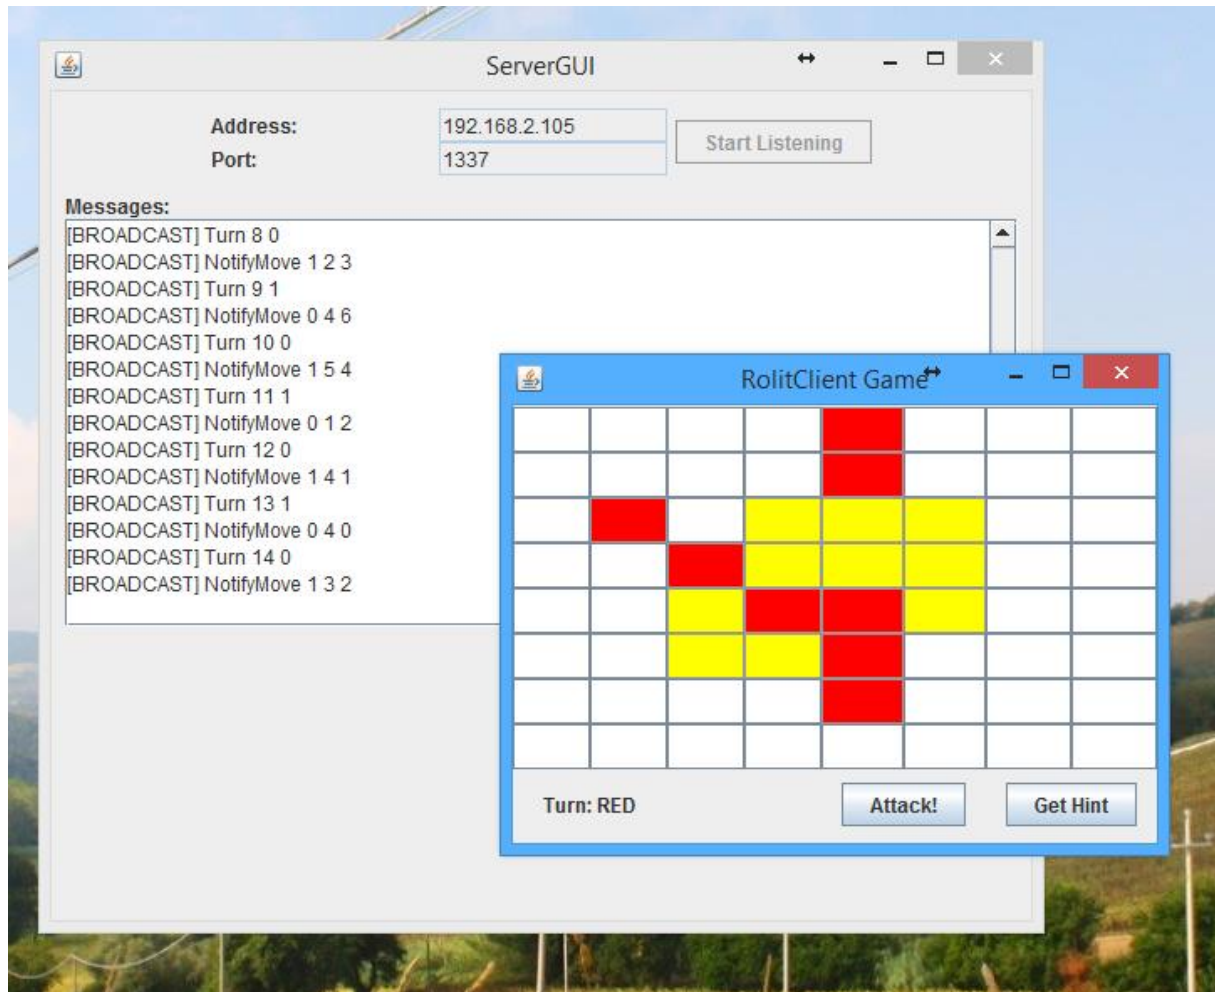 ServerGUI
Address:
192.168.2.105
Port:
1337
Start Listening
Messages:
[BROADCAST] Turn 8 0
[BROADCAST] NotifyMove 1 2 3
[BROADCAST] Turn 9 1
[BROADCAST] NotifyMove 0 4 6
[BROADCAST] Turn 10 0
[BROADCAST] NotifyMove 1 5 4
[BROADCAST] Turn 11 1
[BROADCAST] NotifyMove 0 1 2
[BROADCAST] Turn 12 0
[BROADCAST] NotifyMove 1 4 1
[BROADCAST] Turn 13 1
[BROADCAST] NotifyMove 0 4 0
[BROADCAST] Turn 14 0
[BROADCAST] NotifyMove 1 3 2
RolitClient Game
Turn: RED
Attack!
Get Hint